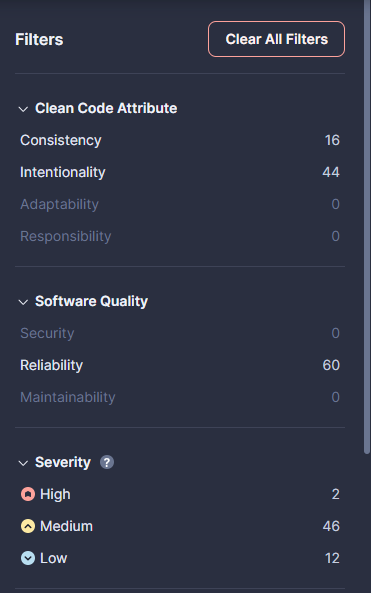 Filters
Clear All Filters
Clean Code Attribute
Consistency 16
Intentionality 44
Adaptability 0
Responsibility 0
Software Quality
Security 0
Reliability 60
Maintainability 0
Severity ?
High 2
Medium 46
Low 12